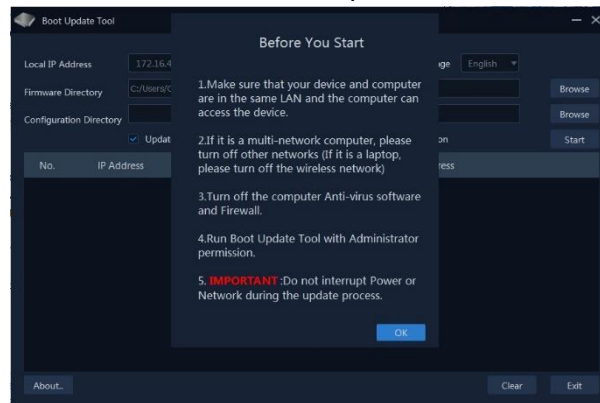 Boot Update Tool
Before You Start
Local IP Address 172.16.4 English
Firmware Directory C:/Users/ Browse
Configuration Directory Browse
Start
No. IP Address
1.Make sure that your device and computer
are in the same LAN and the computer can
access the device.
2.If it is a multi-network computer, please
turn off other networks (If it is a laptop,
please turn off the wireless network)
3.Turn off the computer Anti-virus software
and Firewall.
4.Run Boot Update Tool with Administrator
permission.
5. IMPORTANT :Do not interrupt Power or
Network during the update process.
OK
About.. Clear Exit